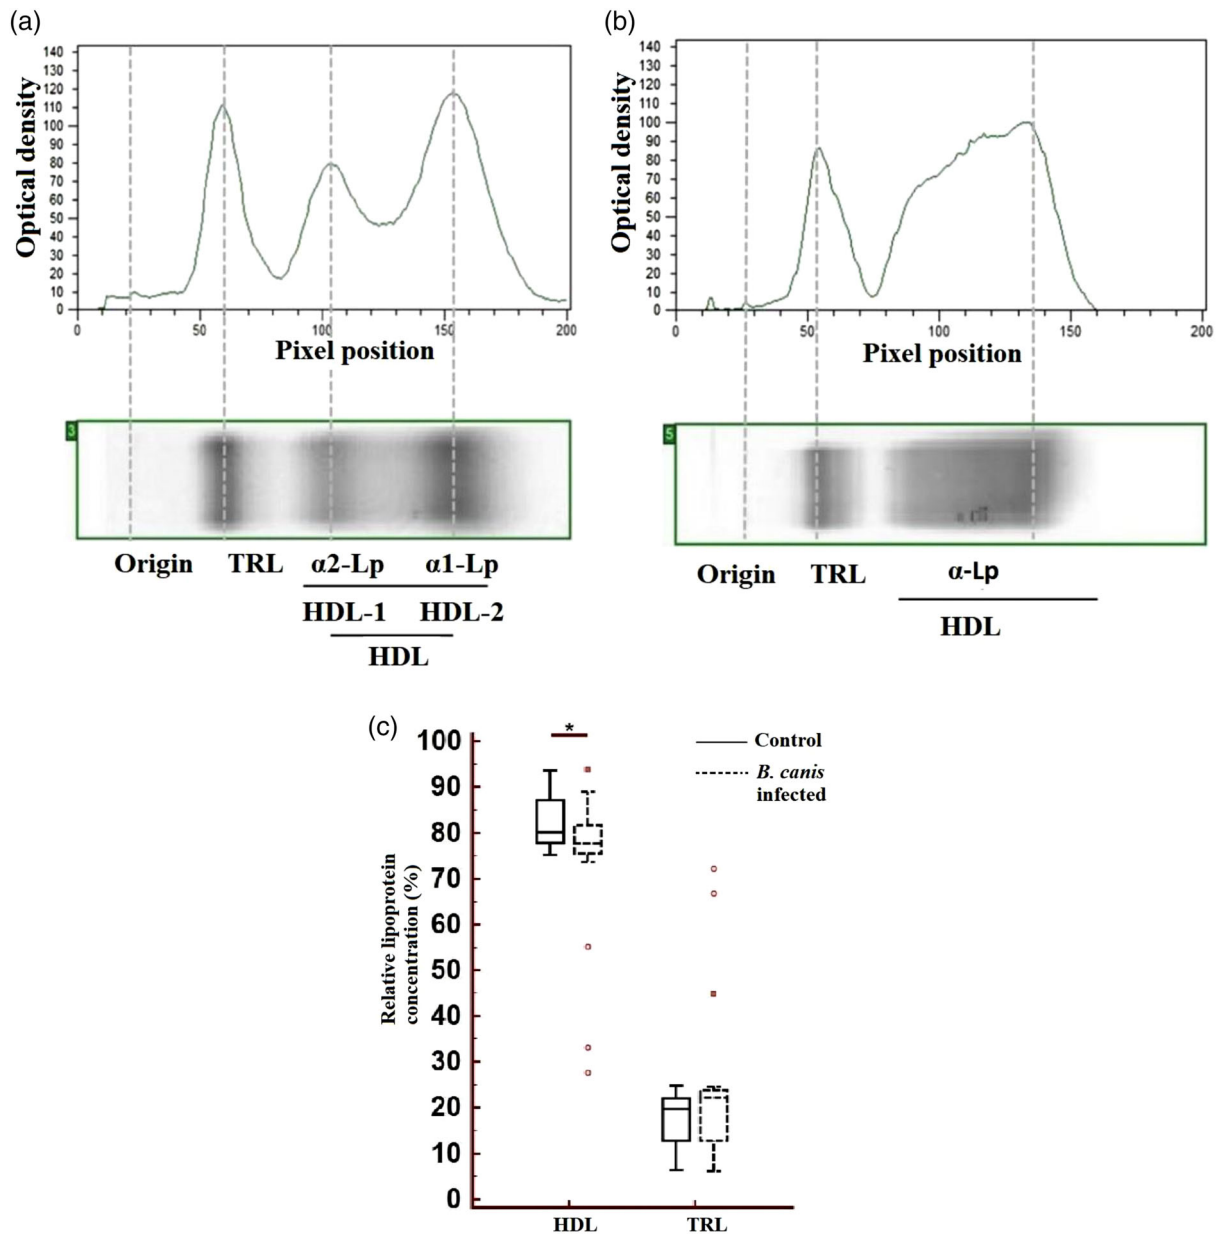 (a)
140
130
120
110
100
90
80
70
60
50
40
30
20
10
0
Optical density
0 50 100 150 200
Pixel position
3
Origin TRL α2-Lp α1-Lp
HDL-1 HDL-2
HDL
(b)
140
130
120
110
100
90
80
70
60
50
40
30
20
10
0
Optical density
0 50 100 150 200
Pixel position
5
Origin TRL α-Lp
HDL
(c)
*
Control
B. canis
infected
100
90
80
70
60
50
40
30
20
10
0
Relative lipoprotein
concentration (%)
HDL TRL